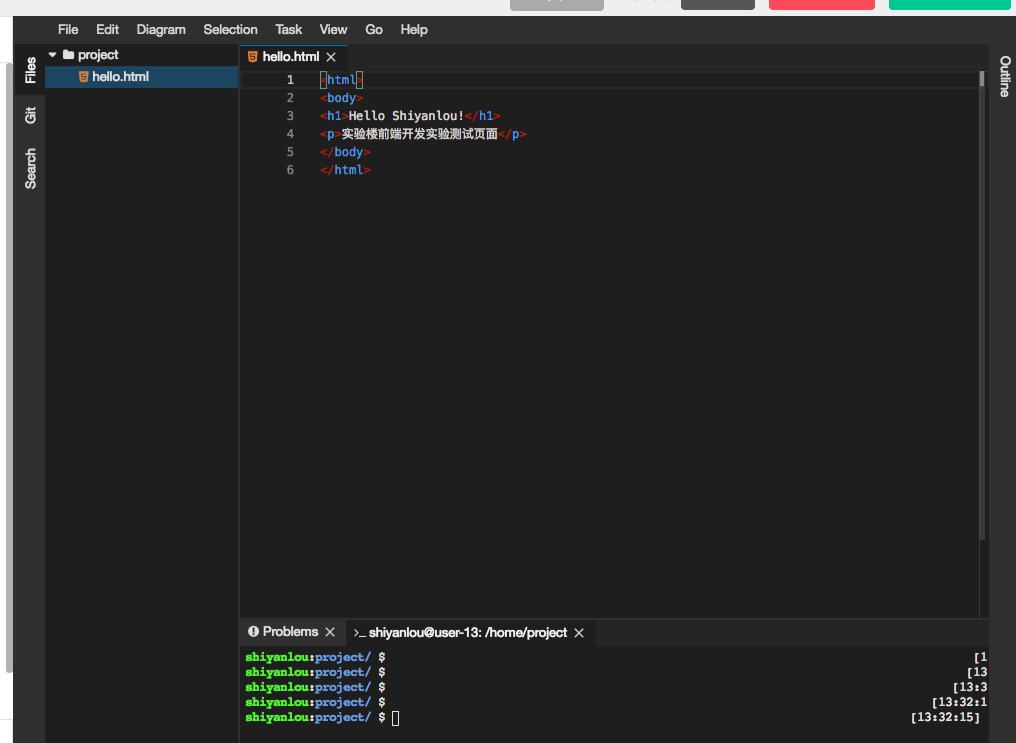 File Edit Diagram Selection Task View Go Help
Files
Git
Search
project
hello.html
hello.html
Outline
1 <html>
2 <body>
3 <h1>Hello Shiyanlou!</h1>
4 <p>实验楼前端开发实验测试页面</p>
5 </body>
6 </html>
Problems >_ shiyanlou@user-13: /home/project
shiyanlou:project/ $ [1
shiyanlou:project/ $ [13
shiyanlou:project/ $ [13:3
shiyanlou:project/ $ [13:32:1
shiyanlou:project/ $ [13:32:15]